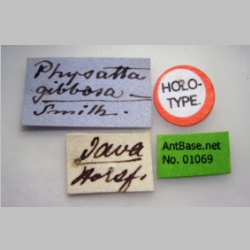 Physatta
gibbosa —
Smith.
HOLO-
TYPE.
Java
Horsf.
AntBase.net
No. 01069